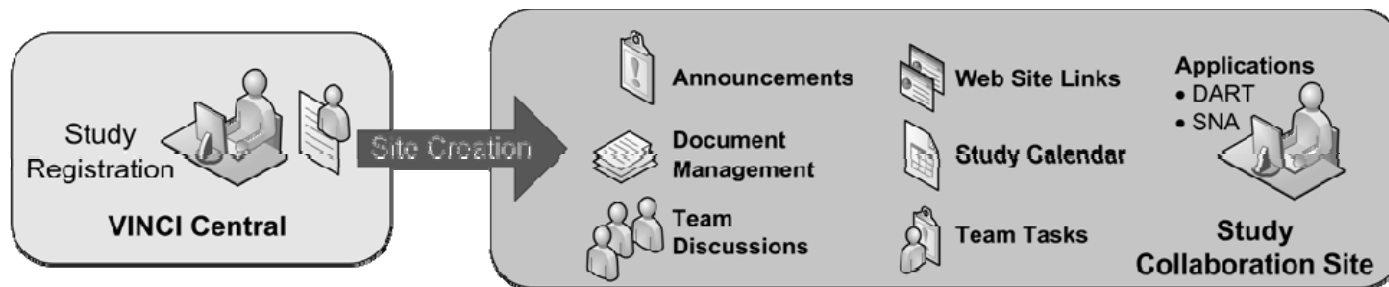 Study
Registration
VINCI Central
Site Creation
Announcements
Document
Management
Team
Discussions
Web Site Links
Study Calendar
Team Tasks
Applications
• DART
• SNA
Study
Collaboration Site